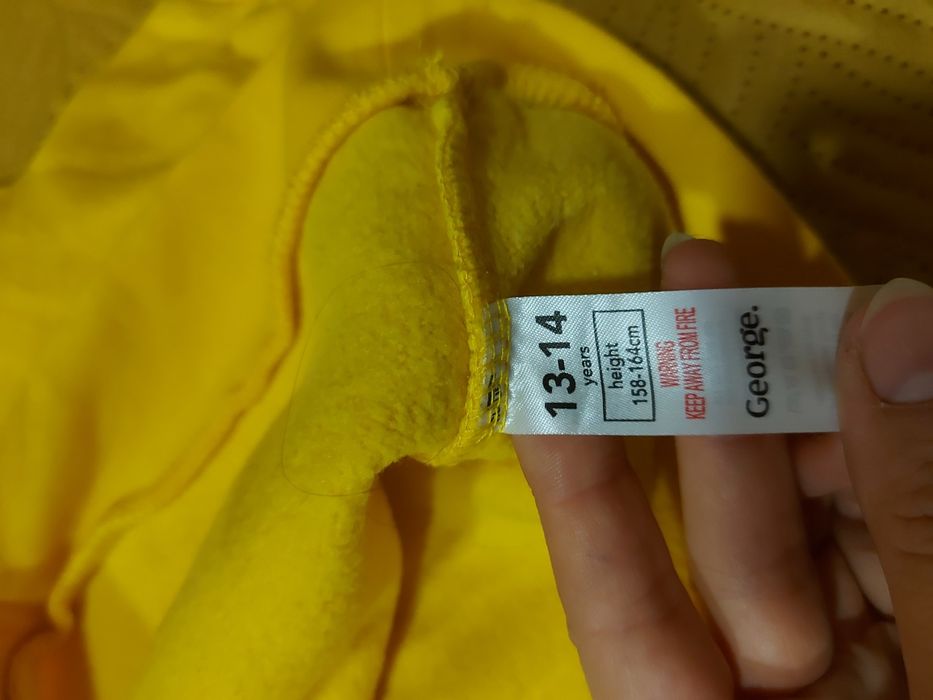 13-14
years
height
158-164cm
WARNING
KEEP AWAY FROM FIRE
George.